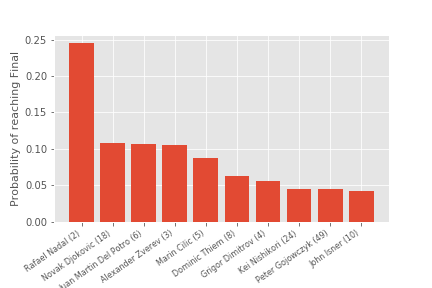 Probability of reaching Final
0.25
0.20
0.15
0.10
0.05
0.00
Rafael Nadal (2)
Novak Djokovic (18)
Juan Martin Del Potro (6)
Alexander Zverev (3)
Marin Cilic (5)
Dominic Thiem (8)
Grigor Dimitrov (4)
Kei Nishikori (24)
Peter Gojowczyk (49)
John Isner (10)